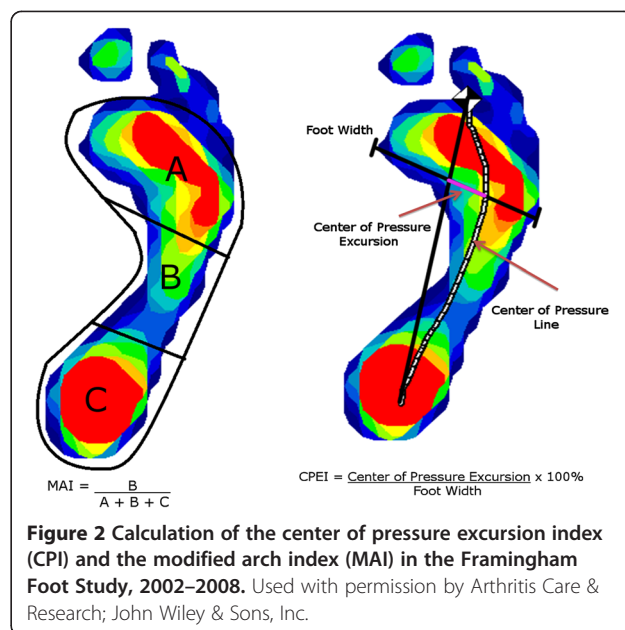 A
B
C
MAI = B
A + B + C
Foot Width
Center of Pressure
Excursion
Center of Pressure
Line
CPEI = Center of Pressure Excursion x 100%
Foot Width
Figure 2 Calculation of the center of pressure excursion index
(CPI) and the modified arch index (MAI) in the Framingham
Foot Study, 2002–2008. Used with permission by Arthritis Care &
Research; John Wiley & Sons, Inc.